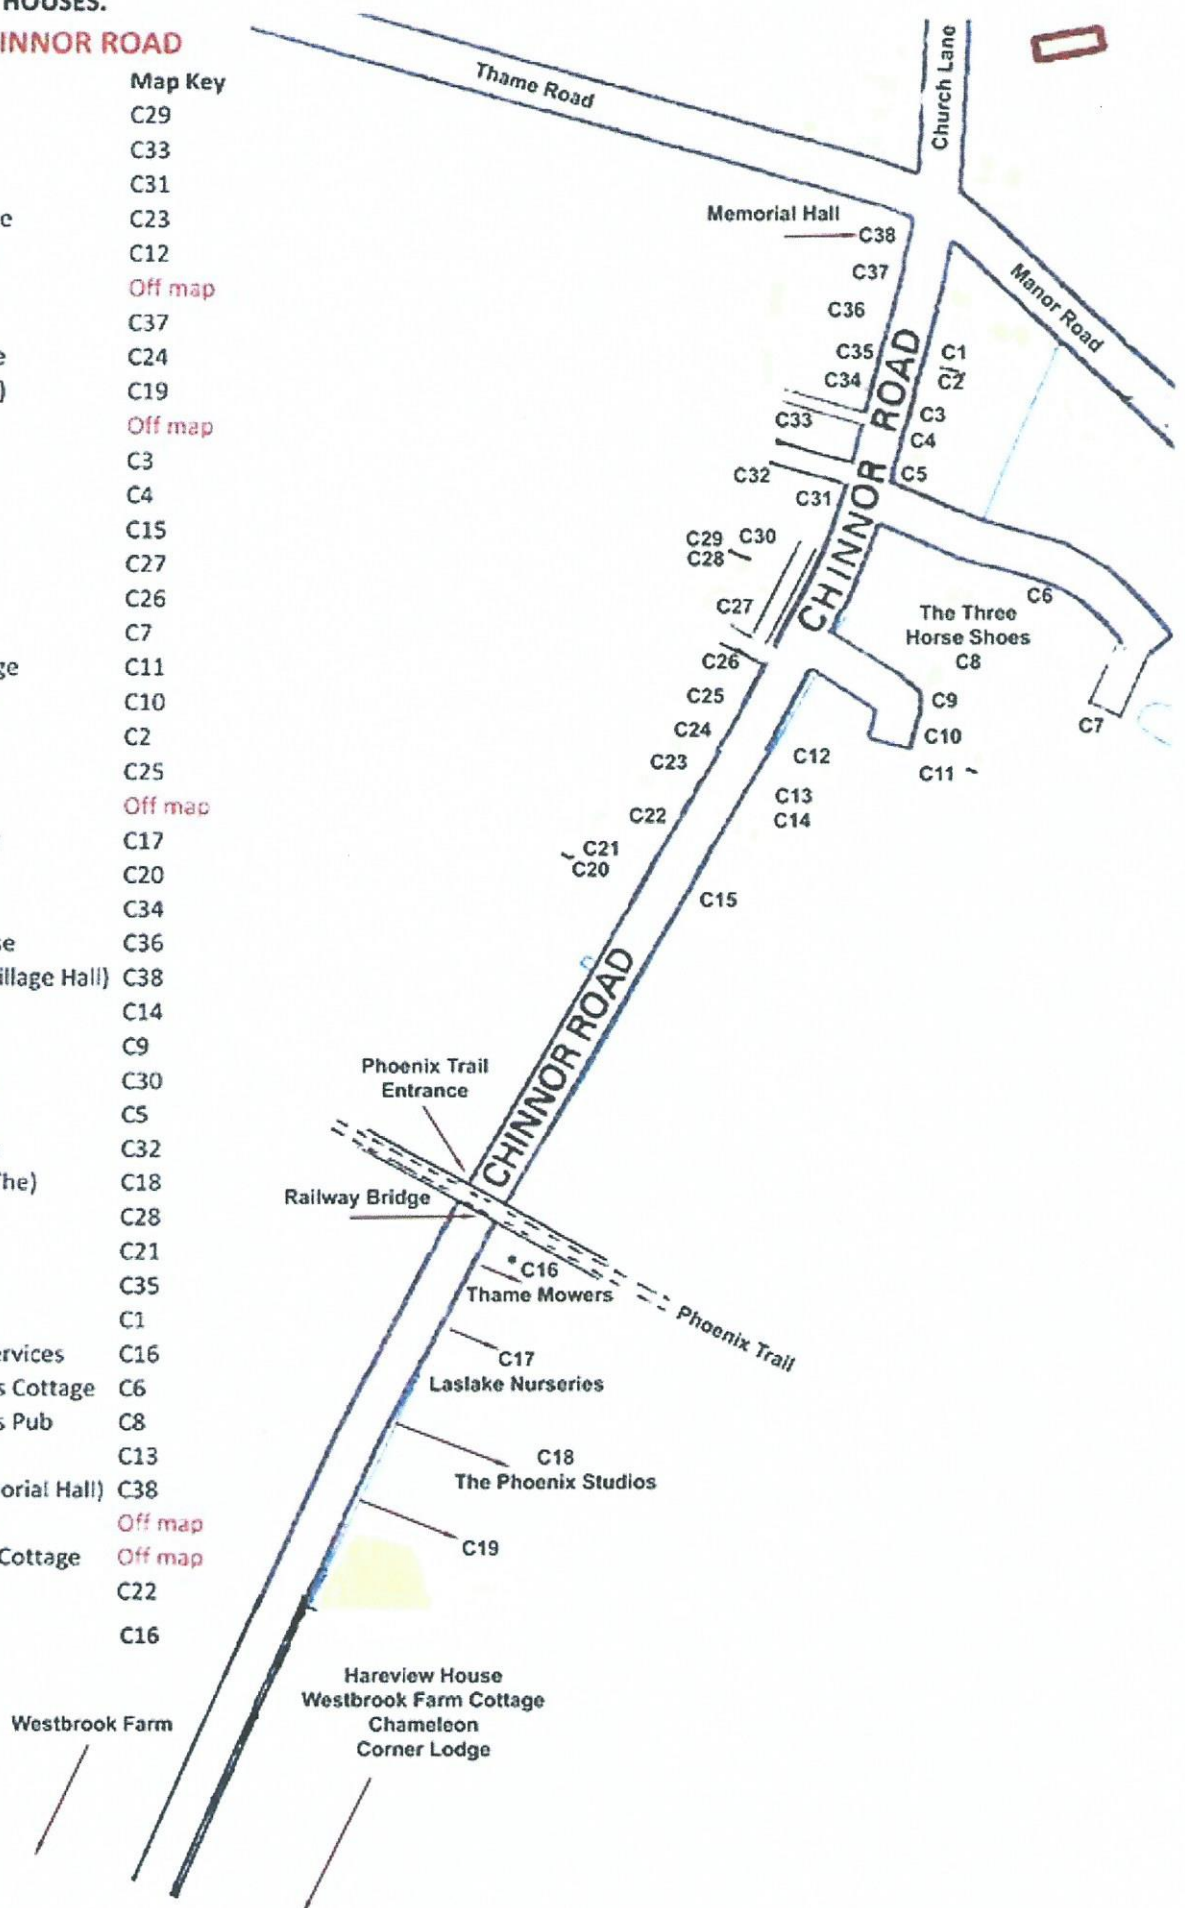 HOUSES.
INNOR ROAD
Map Key
C29
C33
C31
e C23
C12
Off map
C37
e C24
) C19
Off map
C3
C4
C15
C27
C26
C7
ge C11
C10
C2
C25
Off map
C17
C20
C34
se C36
illage Hall) C38
C14
C9
C30
C5
C32
he) C18
C28
C21
C35
C1
ervices C16
s Cottage C6
s Pub C8
C13
orial Hall) C38
Off map
Cottage Off map
C22
C16
Thame Road
Church Lane
Memorial Hall
C38
Manor Road
C37
C36
C35
C34
C33
C32
C31
C1
C2
C3
C4
C5
CHINNOR ROAD
C29 C30
C28
C27
C26
C25
C24
C23
C22
C21
C20
C6
The Three
Horse Shoes
C8
C7
C9
C10
C11
C12
C13
C14
C15
CHINNOR ROAD
Phoenix Trail
Entrance
Railway Bridge
C16
Thame Mowers
Phoenix Trail
C17
Laslake Nurseries
C18
The Phoenix Studios
C19
Hareview House
Westbrook Farm Cottage
Chameleon
Corner Lodge
Westbrook Farm